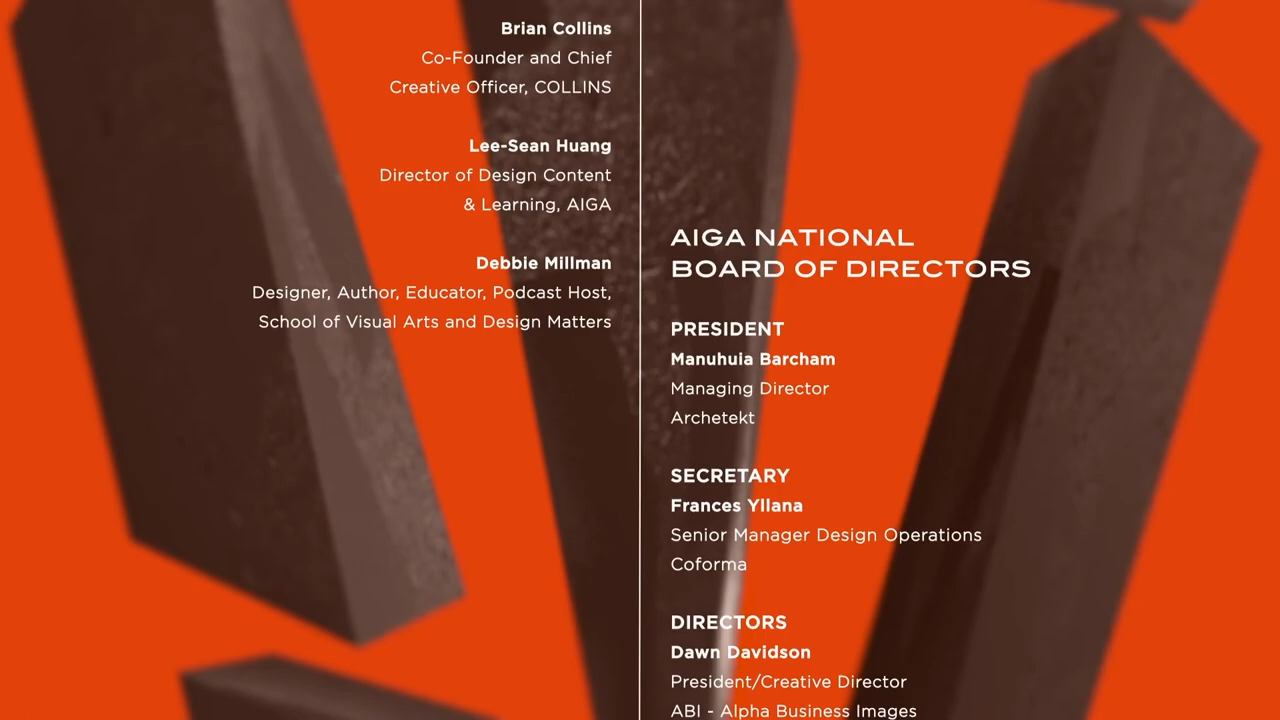 Brian Collins
Co-Founder and Chief
Creative Officer, COLLINS
Lee-Sean Huang
Director of Design Content
& Learning, AIGA
Debbie Millman
Designer, Author, Educator, Podcast Host,
School of Visual Arts and Design Matters
AIGA NATIONAL
BOARD OF DIRECTORS
PRESIDENT
Manuhuia Barcham
Managing Director
Archetekt
SECRETARY
Frances Yllana
Senior Manager Design Operations
Coforma
DIRECTORS
Dawn Davidson
President/Creative Director
ABI - Alpha Business Images